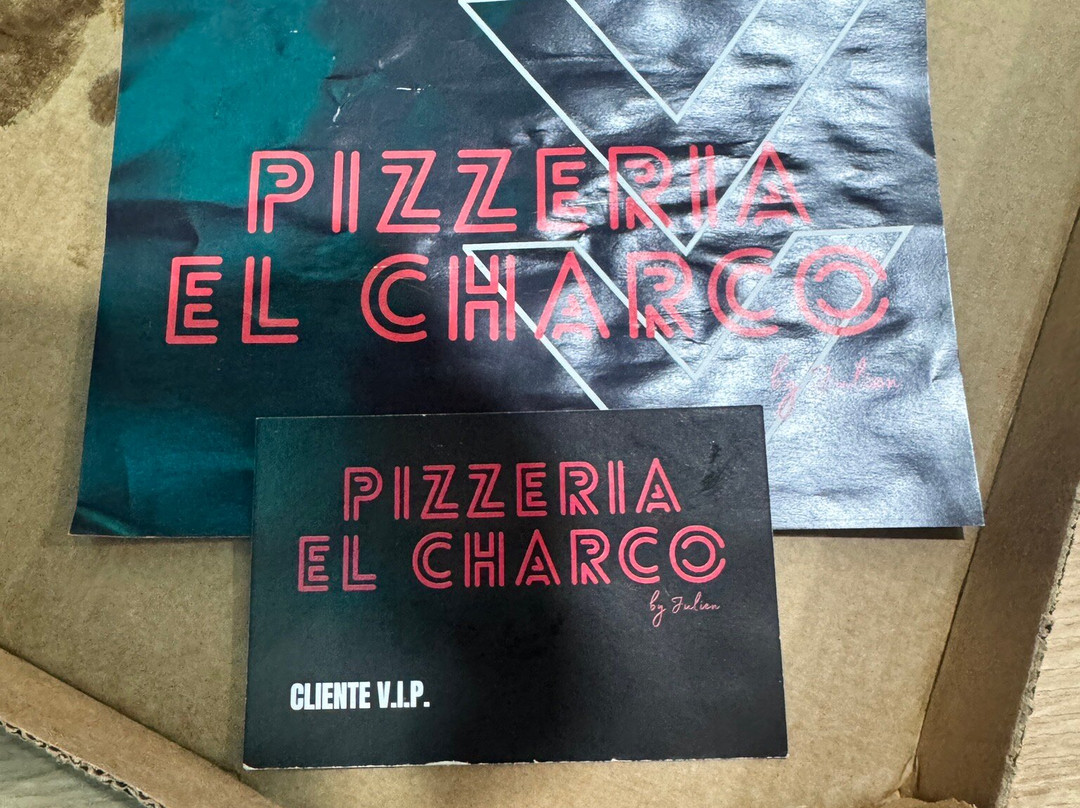 PIZZERIA
EL CHARCO
by Julien
PIZZERIA
EL CHARCO
by Julien
CLIENTE V.I.P.